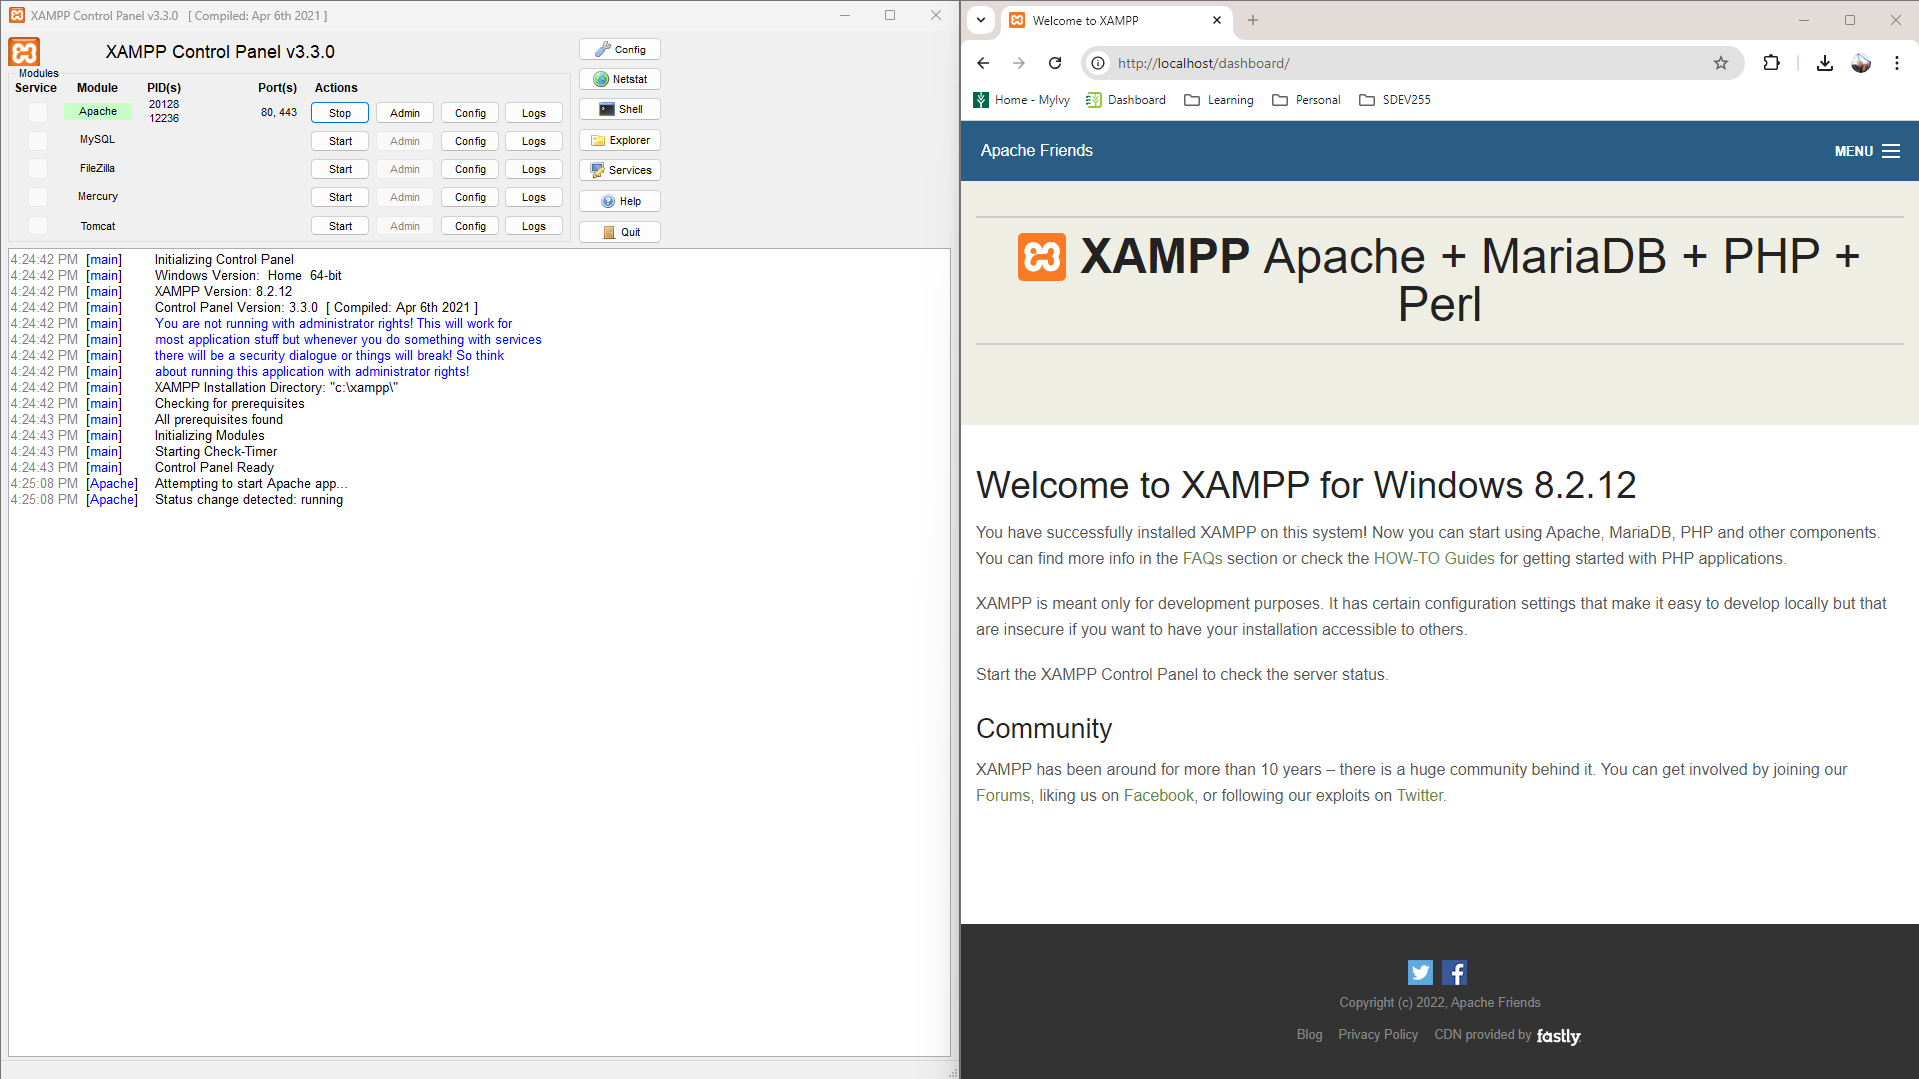 XAMPP Control Panel v3.3.0   [ Compiled: Apr 6th 2021 ]
XAMPP Control Panel v3.3.0
Modules
Service Module PID(s) Port(s) Actions
Apache 20128 12236 80, 443 Stop Admin Config Logs
MySQL Start Admin Config Logs
FileZilla Start Admin Config Logs
Mercury Start Admin Config Logs
Tomcat Start Admin Config Logs
Config
Netstat
Shell
Explorer
Services
Help
Quit
4:24:42 PM [main] Initializing Control Panel
4:24:42 PM [main] Windows Version:  Home  64-bit
4:24:42 PM [main] XAMPP Version: 8.2.12
4:24:42 PM [main] Control Panel Version: 3.3.0  [ Compiled: Apr 6th 2021 ]
4:24:42 PM [main] You are not running with administrator rights! This will work for
4:24:42 PM [main] most application stuff but whenever you do something with services
4:24:42 PM [main] there will be a security dialogue or things will break! So think
4:24:42 PM [main] about running this application with administrator rights!
4:24:42 PM [main] XAMPP Installation Directory: "c:\xampp\"
4:24:42 PM [main] Checking for prerequisites
4:24:43 PM [main] All prerequisites found
4:24:43 PM [main] Initializing Modules
4:24:43 PM [main] Starting Check-Timer
4:24:43 PM [main] Control Panel Ready
4:25:08 PM [Apache] Attempting to start Apache app...
4:25:08 PM [Apache] Status change detected: running
Welcome to XAMPP
http://localhost/dashboard/
Home - MyIvy Dashboard Learning Personal SDEV255
Apache Friends MENU
XAMPP Apache + MariaDB + PHP +
Perl
Welcome to XAMPP for Windows 8.2.12
You have successfully installed XAMPP on this system! Now you can start using Apache, MariaDB, PHP and other components.
You can find more info in the FAQs section or check the HOW-TO Guides for getting started with PHP applications.
XAMPP is meant only for development purposes. It has certain configuration settings that make it easy to develop locally but that
are insecure if you want to have your installation accessible to others.
Start the XAMPP Control Panel to check the server status.
Community
XAMPP has been around for more than 10 years – there is a huge community behind it. You can get involved by joining our
Forums, liking us on Facebook, or following our exploits on Twitter.
Copyright (c) 2022, Apache Friends
Blog Privacy Policy CDN provided by fastly